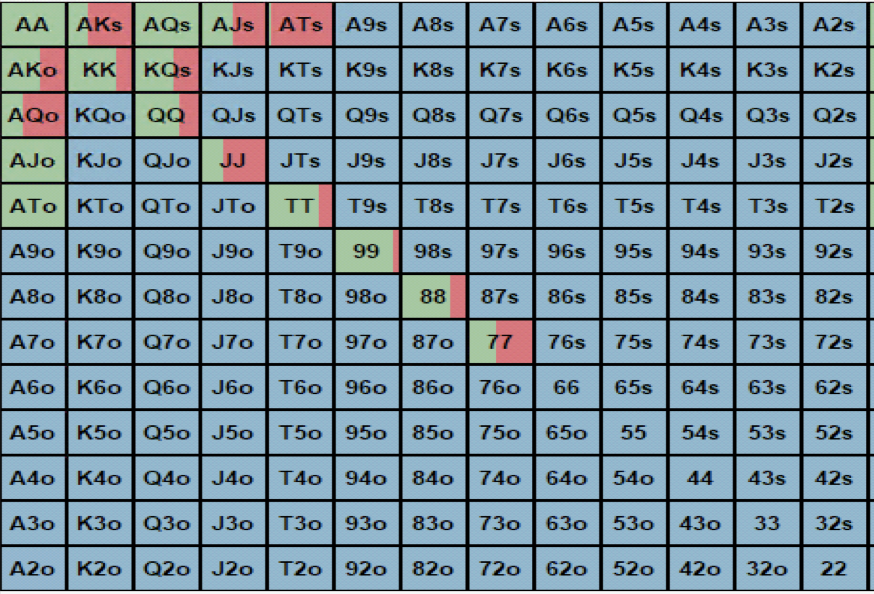 AA AKs AQs AJs ATs A9s A8s A7s A6s A5s A4s A3s A2s
AKo KK KQs KJs KTs K9s K8s K7s K6s K5s K4s K3s K2s
AQo KQo QQ QJs QTs Q9s Q8s Q7s Q6s Q5s Q4s Q3s Q2s
AJo KJo QJo JJ JTs J9s J8s J7s J6s J5s J4s J3s J2s
ATo KTo QTo JTo TT T9s T8s T7s T6s T5s T4s T3s T2s
A9o K9o Q9o J9o T9o 99 98s 97s 96s 95s 94s 93s 92s
A8o K8o Q8o J8o T8o 98o 88 87s 86s 85s 84s 83s 82s
A7o K7o Q7o J7o T7o 97o 87o 77 76s 75s 74s 73s 72s
A6o K6o Q6o J6o T6o 96o 86o 76o 66 65s 64s 63s 62s
A5o K5o Q5o J5o T5o 95o 85o 75o 65o 55 54s 53s 52s
A4o K4o Q4o J4o T4o 94o 84o 74o 64o 54o 44 43s 42s
A3o K3o Q3o J3o T3o 93o 83o 73o 63o 53o 43o 33 32s
A2o K2o Q2o J2o T2o 92o 82o 72o 62o 52o 42o 32o 22